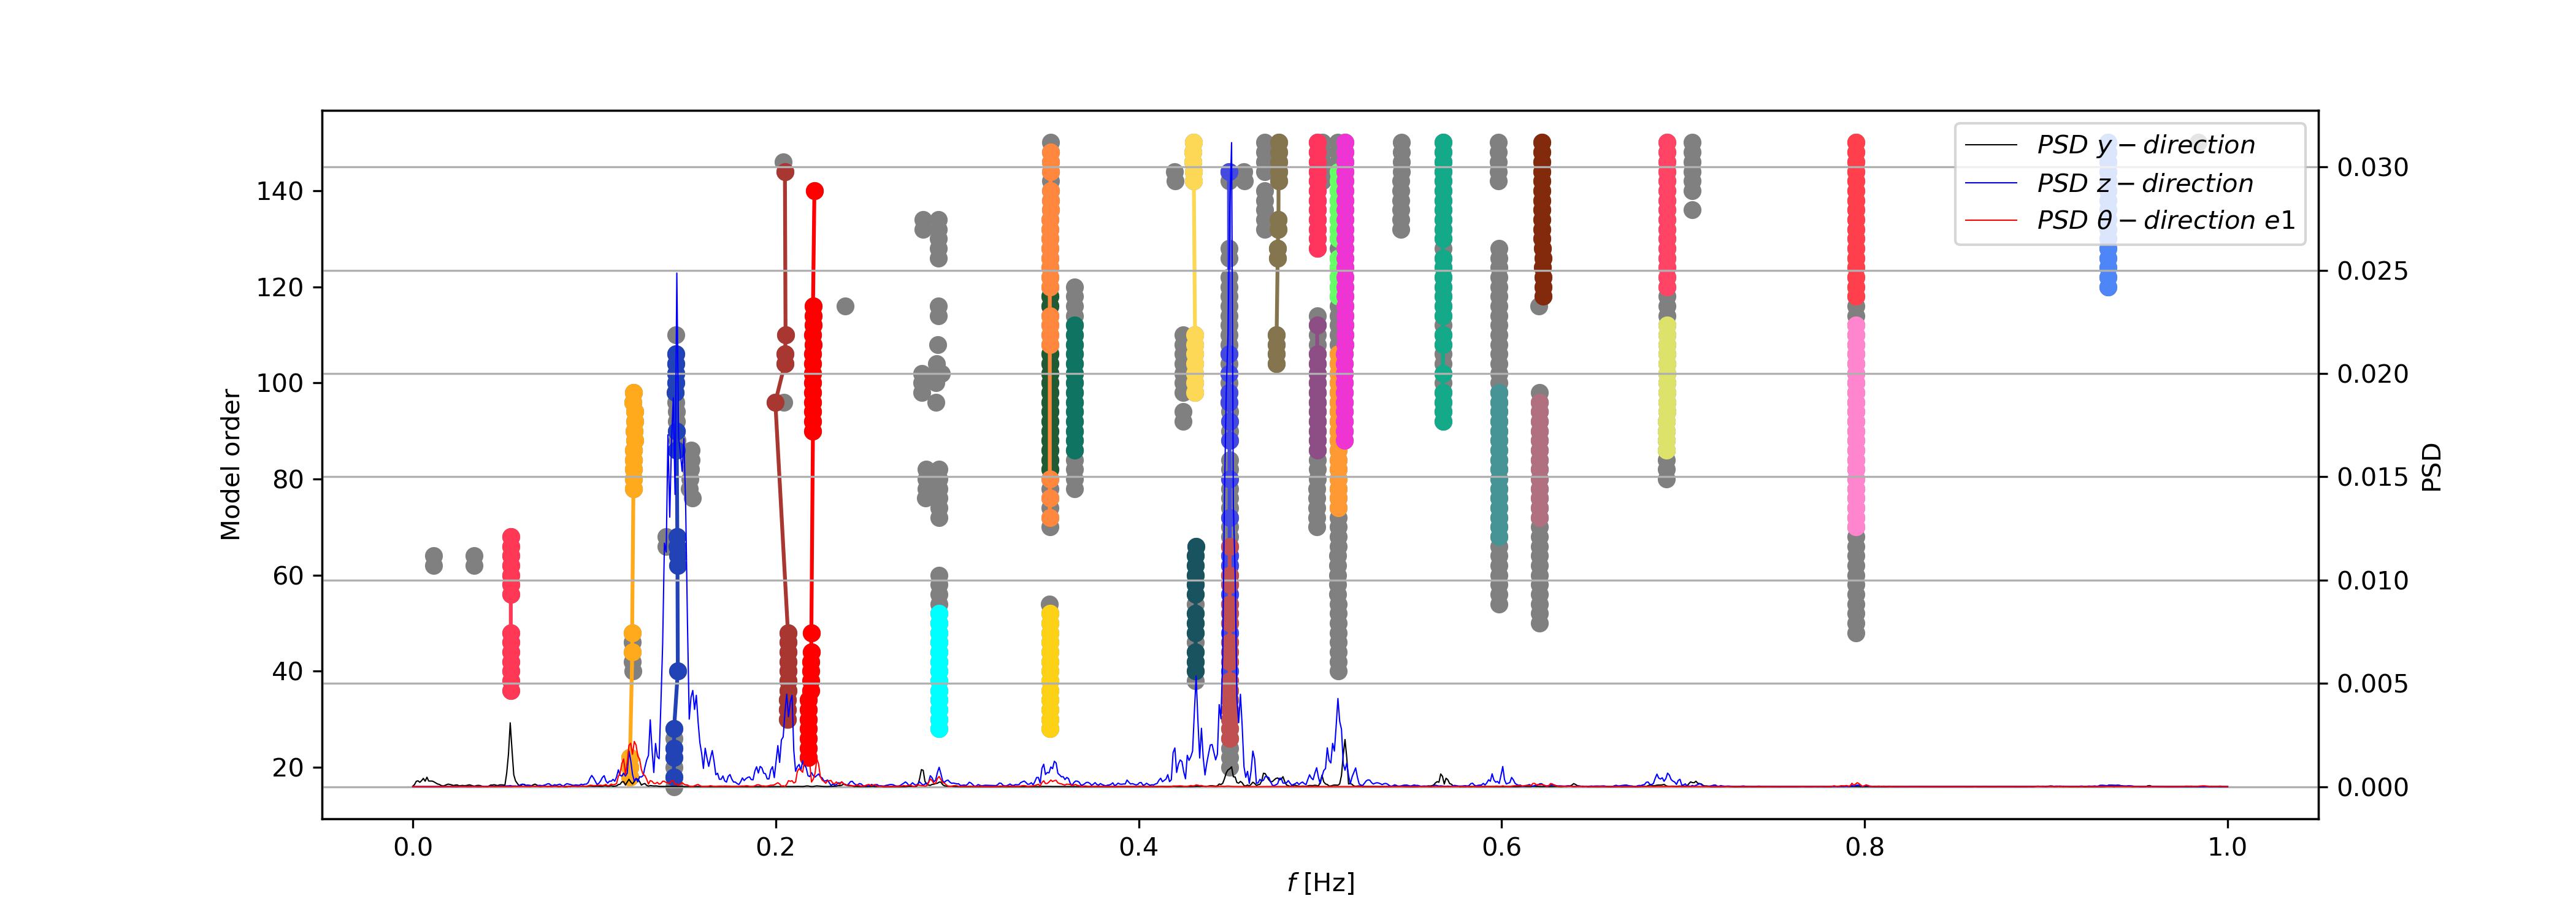 PSD y − direction
PSD z − direction
PSD θ − direction e1
140
120
100
80
60
40
20
Model order
0.030
0.025
0.020
0.015
0.010
0.005
0.000
PSD
0.0 0.2 0.4 0.6 0.8 1.0
f [Hz]